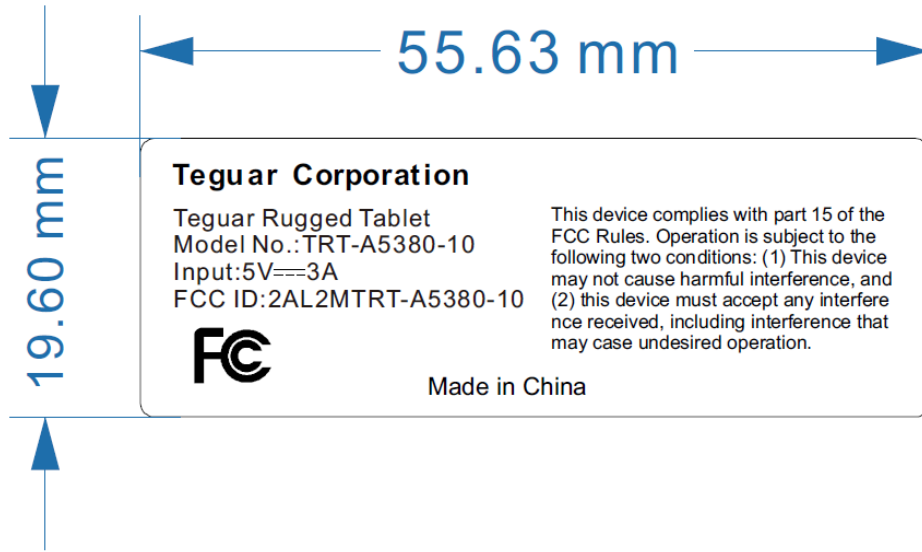 55.63 mm
19.60 mm
Teguar Corporation
Teguar Rugged Tablet
Model No.:TRT-A5380-10
Input:5V⎓3A
FCC ID:2AL2MTRT-A5380-10
FC
This device complies with part 15 of the
FCC Rules. Operation is subject to the
following two conditions: (1) This device
may not cause harmful interference, and
(2) this device must accept any interfere
nce received, including interference that
may case undesired operation.
Made in China